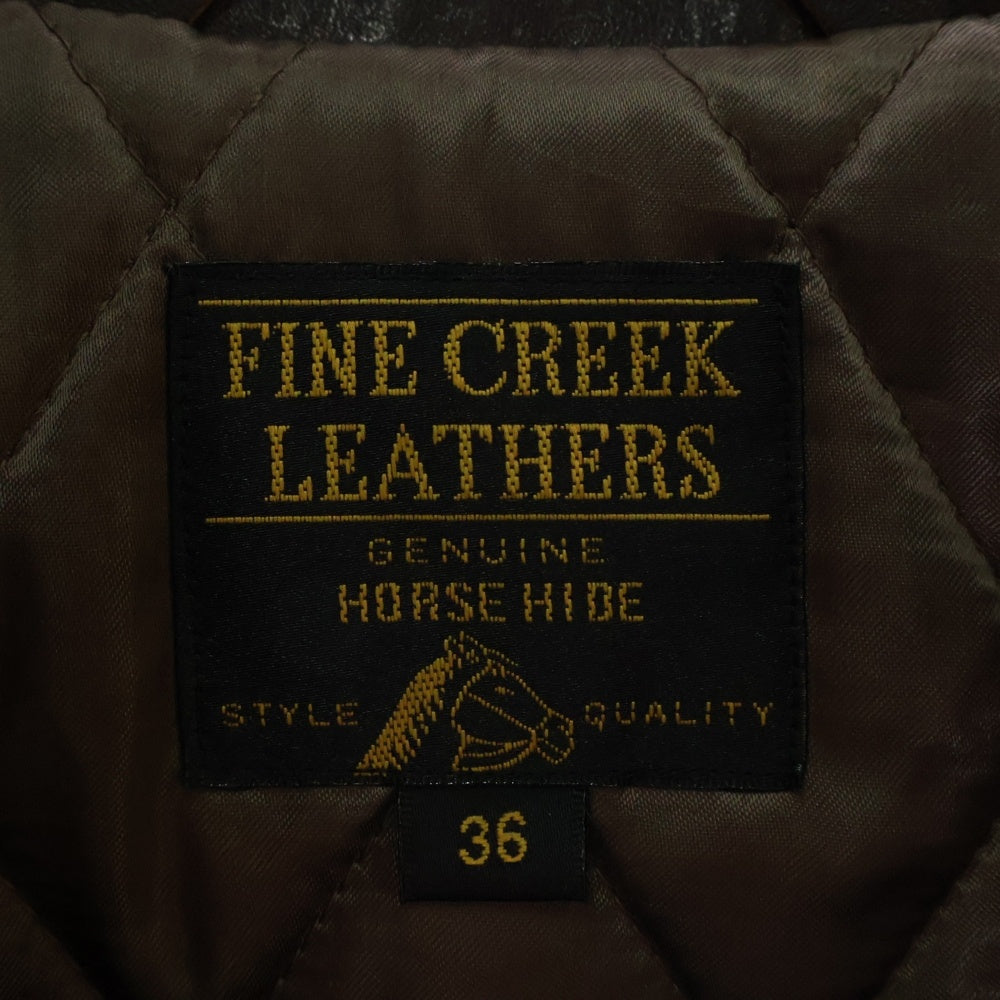 FINE CREEK
LEATHERS
GENUINE
HORSE HIDE
STYLE QUALITY
36